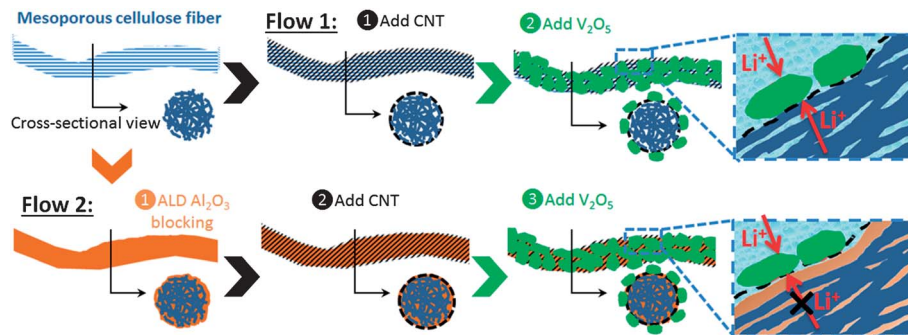 Mesoporous cellulose fiber
Flow 1:
1 Add CNT
2 Add V₂O₅
Cross-sectional view
Li⁺
Li⁺
Flow 2:
1 ALD Al₂O₃
blocking
2 Add CNT
3 Add V₂O₅
Li⁺
Li⁺